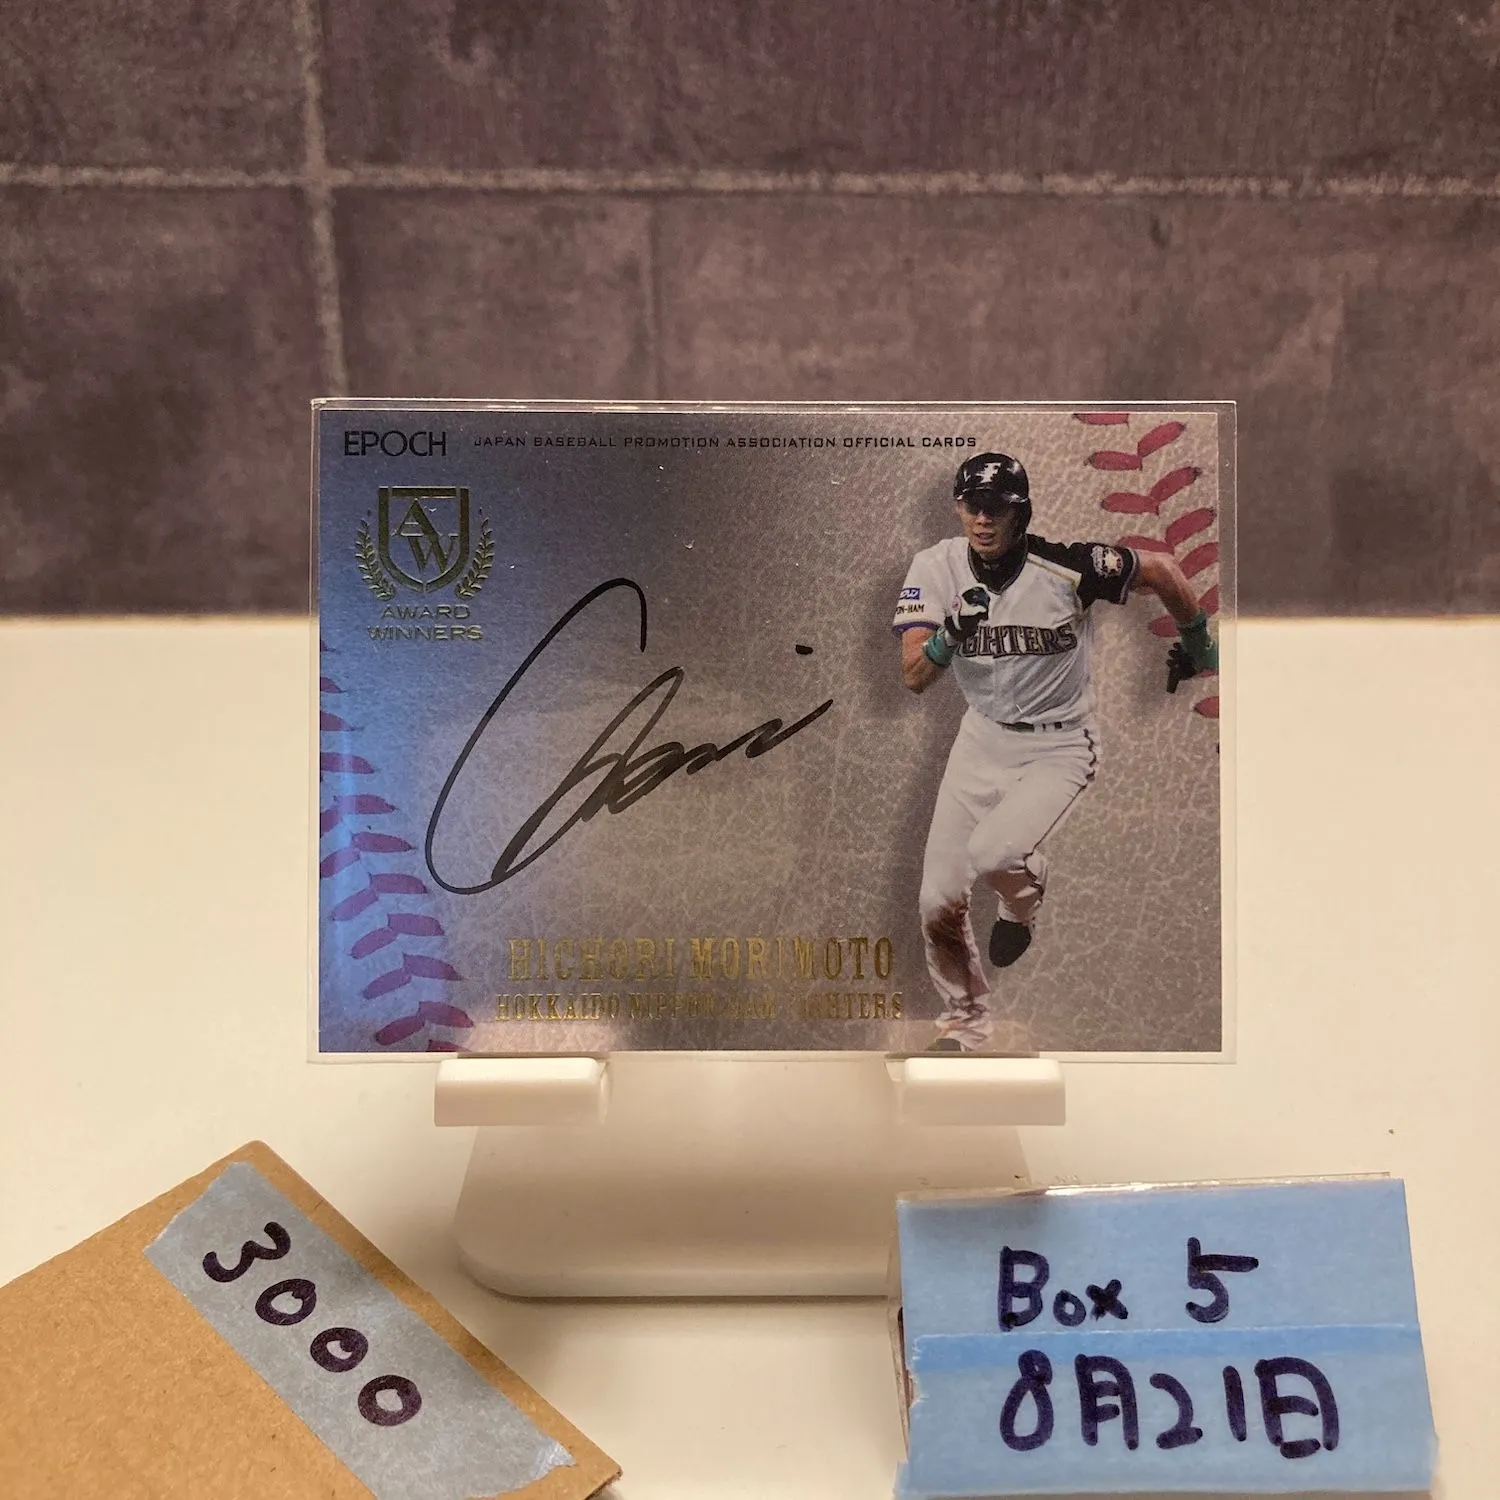 EPOCH JAPAN BASEBALL PROMOTION ASSOCIATION OFFICIAL CARDS
AW
AWARD
WINNERS
FIGHTERS
HICHORI MORIMOTO
HOKKAIDO NIPPON-HAM FIGHTERS
3000
Box 5
8月21日